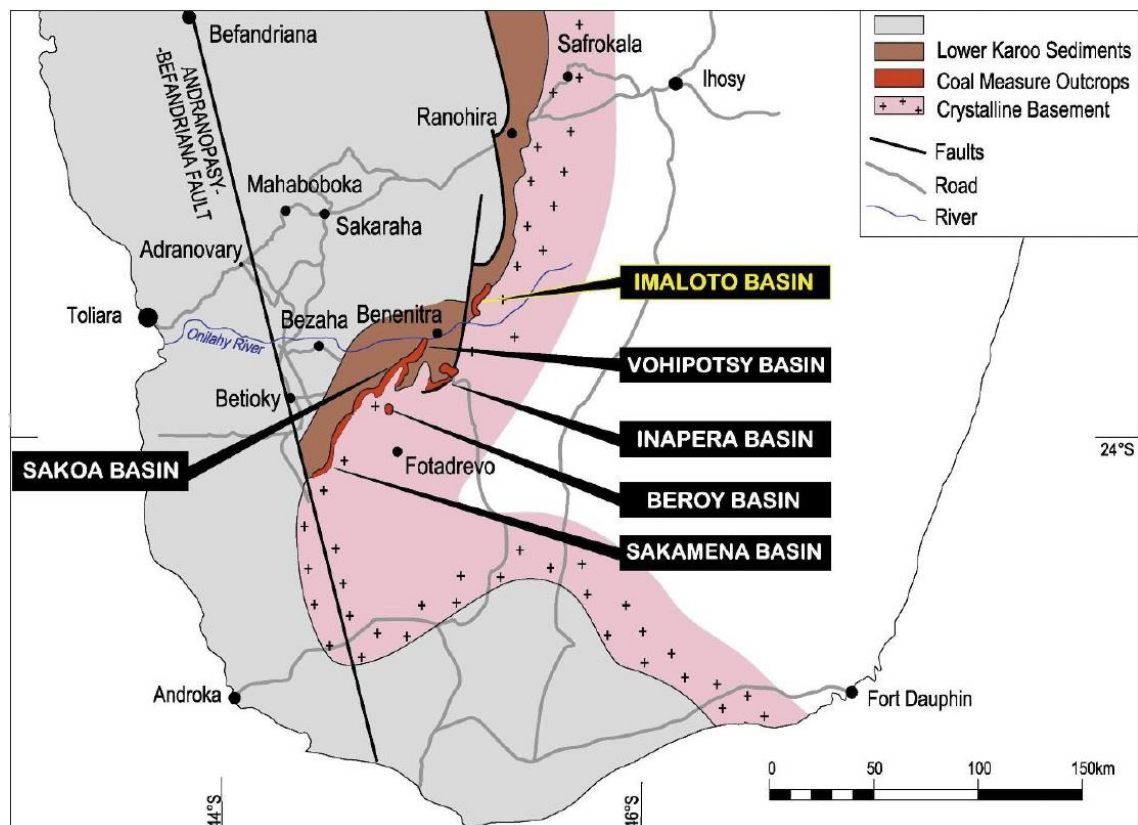 Befandriana
ANDRANOPASY-
-BEFANDRIANA FAULT
Safrokala
Ihosy
Ranohira
Mahaboboka
Sakaraha
Adranovary
Toliara
Onilahy River
Bezaha
Benenitra
Betioky
Fotadrevo
Androka
Fort Dauphin
Lower Karoo Sediments
Coal Measure Outcrops
Crystalline Basement
Faults
Road
River
IMALOTO BASIN
VOHIPOTSY BASIN
INAPERA BASIN
BEROY BASIN
SAKAMENA BASIN
SAKOA BASIN
24°S
44°S
46°S
0 50 100 150km